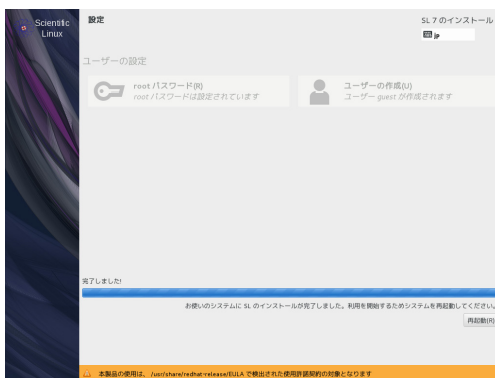 Scientific
Linux
設定
SL 7 のインストール
jp
ユーザーの設定
root パスワード(R)
root パスワードは設定されています
ユーザーの作成(U)
ユーザー guest が作成されます
完了しました!
お使いのシステムに SL のインストールが完了しました。利用を開始するためシステムを再起動してください。
再起動(R)
本製品の使用は、 /usr/share/redhat-release/EULA で検出された使用許諾契約の対象となります